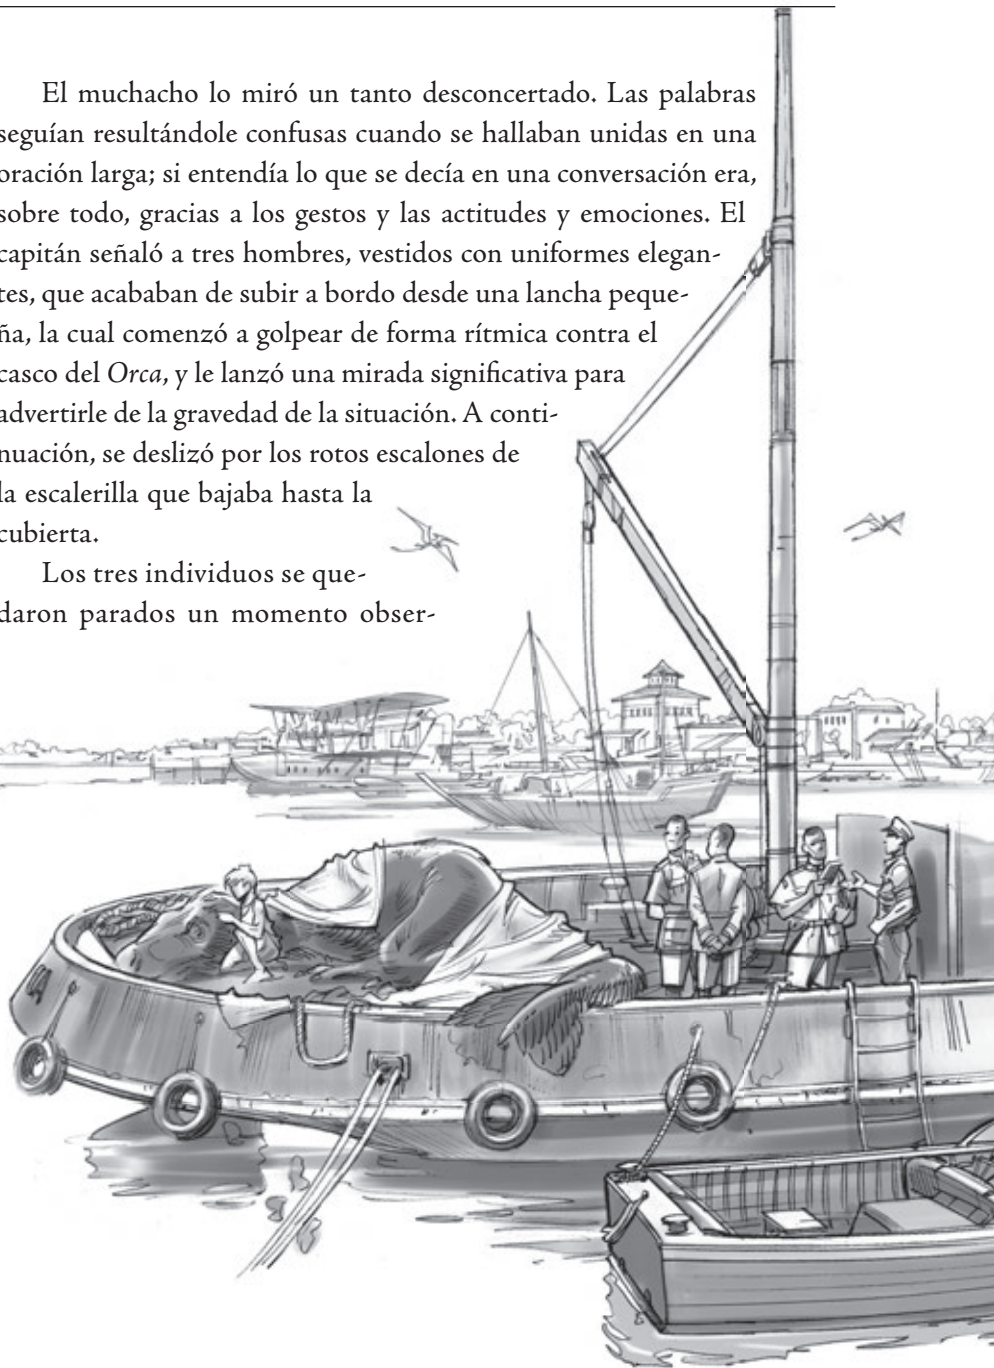 El muchacho lo miró un tanto desconcertado. Las palabras
seguían resultándole confusas cuando se hallaban unidas en una
oración larga; si entendía lo que se decía en una conversación era,
sobre todo, gracias a los gestos y las actitudes y emociones. El
capitán señaló a tres hombres, vestidos con uniformes elegan-
tes, que acababan de subir a bordo desde una lancha peque-
ña, la cual comenzó a golpear de forma rítmica contra el
casco del Orca, y le lanzó una mirada significativa para
advertirle de la gravedad de la situación. A conti-
nuación, se deslizó por los rotos escalones de
la escalerilla que bajaba hasta la
cubierta.
Los tres individuos se que-
daron parados un momento obser-